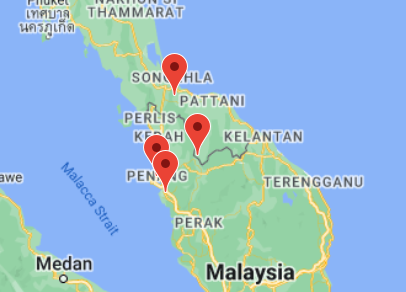 Phuket
เทศบาล
นครภูเก็ต
NAKHON SI
THAMMARAT
SONGKHLA
PATTANI
PERLIS
KEDAH
KELANTAN
PENANG
TERENGGANU
Malacca Strait
PERAK
Medan
Malaysia